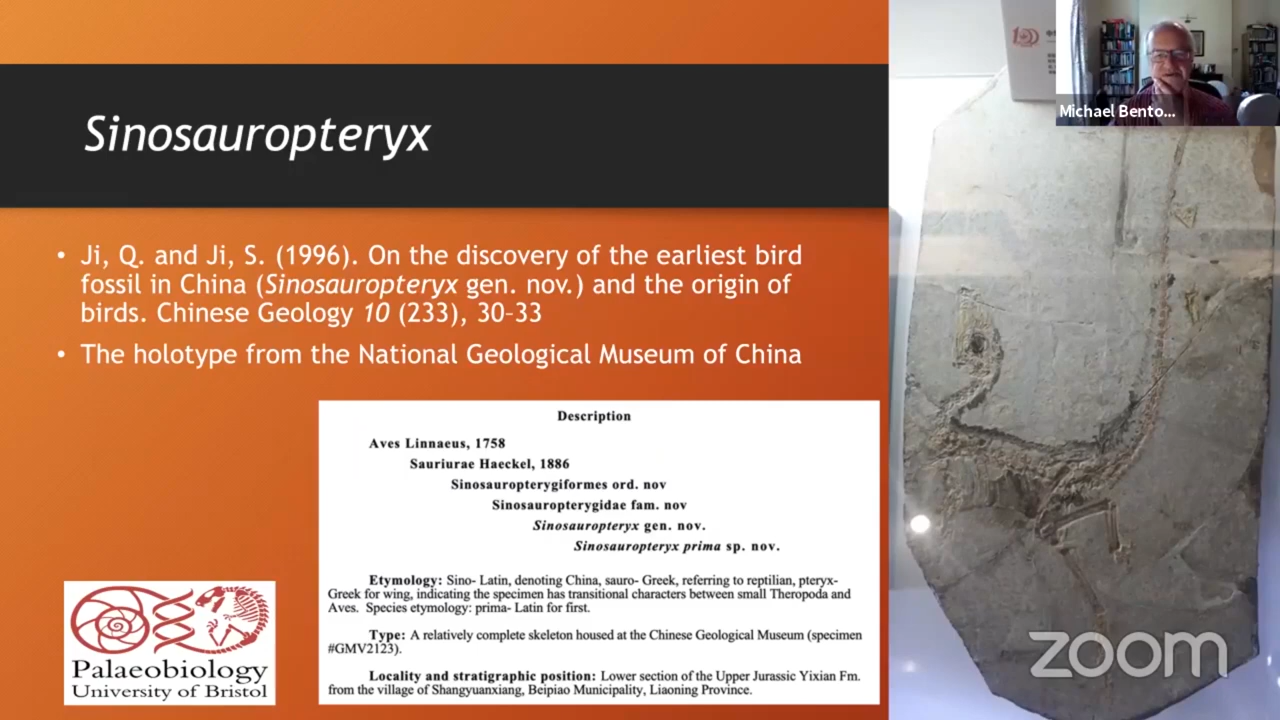 Sinosauropteryx
• Ji, Q. and Ji, S. (1996). On the discovery of the earliest bird
fossil in China (Sinosauropteryx gen. nov.) and the origin of
birds. Chinese Geology 10 (233), 30–33
• The holotype from the National Geological Museum of China
Description
Aves Linnaeus, 1758
Sauriurae Haeckel, 1886
Sinosauropterygiformes ord. nov
Sinosauropterygidae fam. nov
Sinosauropteryx gen. nov.
Sinosauropteryx prima sp. nov.
Etymology: Sino- Latin, denoting China, sauro- Greek, referring to reptilian, pteryx-
Greek for wing, indicating the specimen has transitional characters between small Theropoda and
Aves. Species etymology: prima- Latin for first.
Type: A relatively complete skeleton housed at the Chinese Geological Museum (specimen
#GMV2123).
Locality and stratigraphic position: Lower section of the Upper Jurassic Yixian Fm.
from the village of Shangyuanxiang, Beipiao Municipality, Liaoning Province.
Palaeobiology
University of Bristol
Michael Bento...
zoom